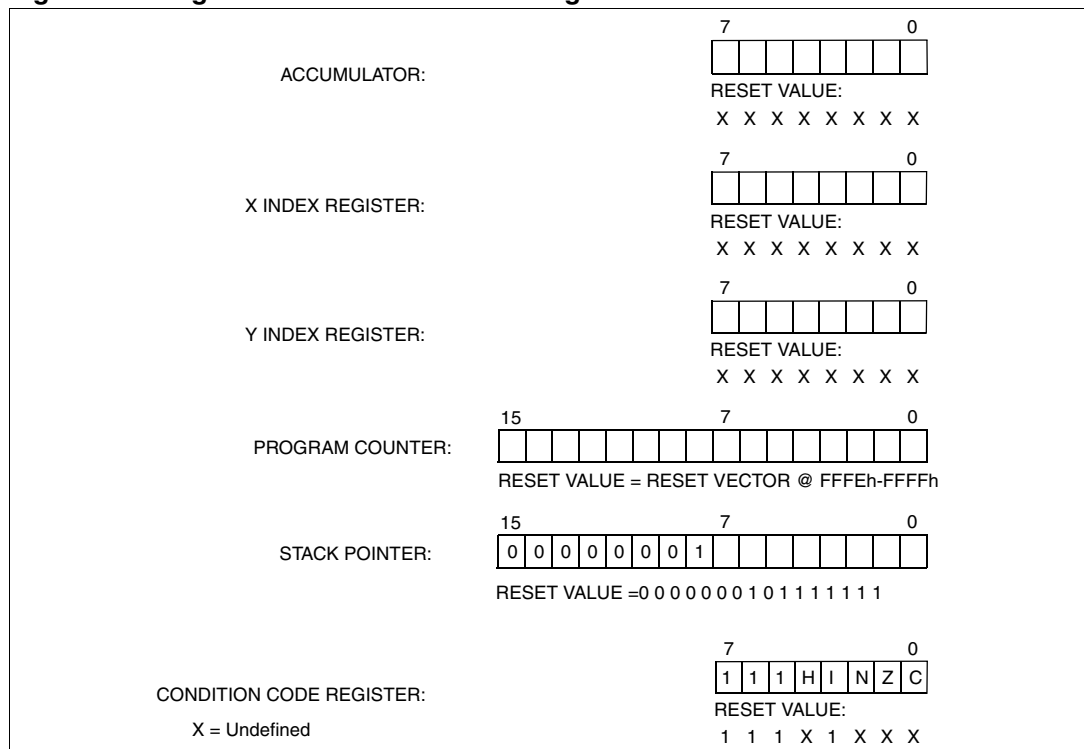 7 0
ACCUMULATOR:
RESET VALUE:
X X X X X X X X
7 0
X INDEX REGISTER:
RESET VALUE:
X X X X X X X X
7 0
Y INDEX REGISTER:
RESET VALUE:
X X X X X X X X
15 7 0
PROGRAM COUNTER:
RESET VALUE = RESET VECTOR @ FFFEh-FFFFh
15 7 0
STACK POINTER:
0 0 0 0 0 0 0 1
RESET VALUE =0 0 0 0 0 0 0 1 0 1 1 1 1 1 1 1
7 0
1 1 1 H I N Z C
CONDITION CODE REGISTER:
RESET VALUE:
X = Undefined
1 1 1 X 1 X X X